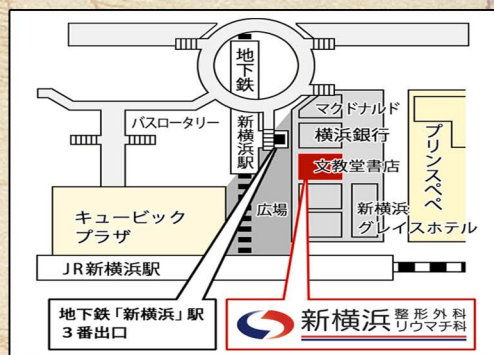 地下鉄
新横浜駅
バスロータリー
マクドナルド
横浜銀行
文教堂書店
プリンスペペ
広場
新横浜
グレイスホテル
キュービック
プラザ
JR新横浜駅
地下鉄「新横浜」駅
3番出口
新横浜 整形外科
リウマチ科